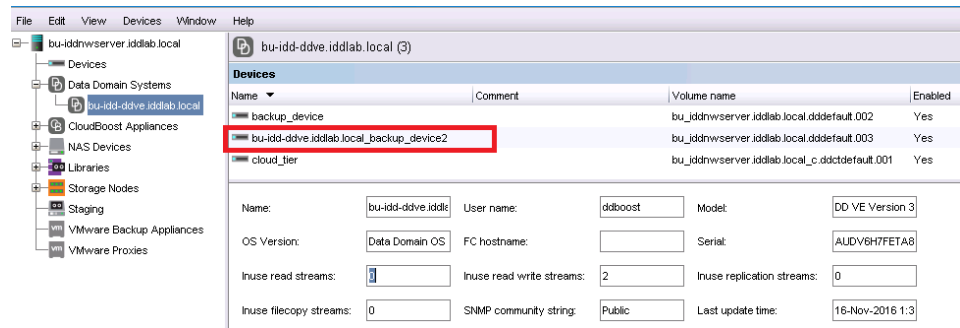 File Edit View Devices Window Help
bu-iddnwserver.iddlab.local
Devices
Data Domain Systems
bu-idd-ddve.iddlab.local
CloudBoost Appliances
NAS Devices
Libraries
Storage Nodes
Staging
VMware Backup Appliances
VMware Proxies
bu-idd-ddve.iddlab.local (3)
Devices
Name Comment Volume name Enabled
backup_device bu_iddnwserver.iddlab.local.dddefault.002 Yes
bu-idd-ddve.iddlab.local_backup_device2 bu_iddnwserver.iddlab.local.dddefault.003 Yes
cloud_tier bu_iddnwserver.iddlab.local_c.ddctdefault.001 Yes
Name: bu-idd-ddve.iddla User name: ddboost Model: DD VE Version 3
OS Version: Data Domain OS FC hostname: Serial: AUDV6H7FETA8
Inuse read streams: 0 Inuse read write streams: 2 Inuse replication streams: 0
Inuse filecopy streams: 0 SNMP community string: Public Last update time: 16-Nov-2016 1:3